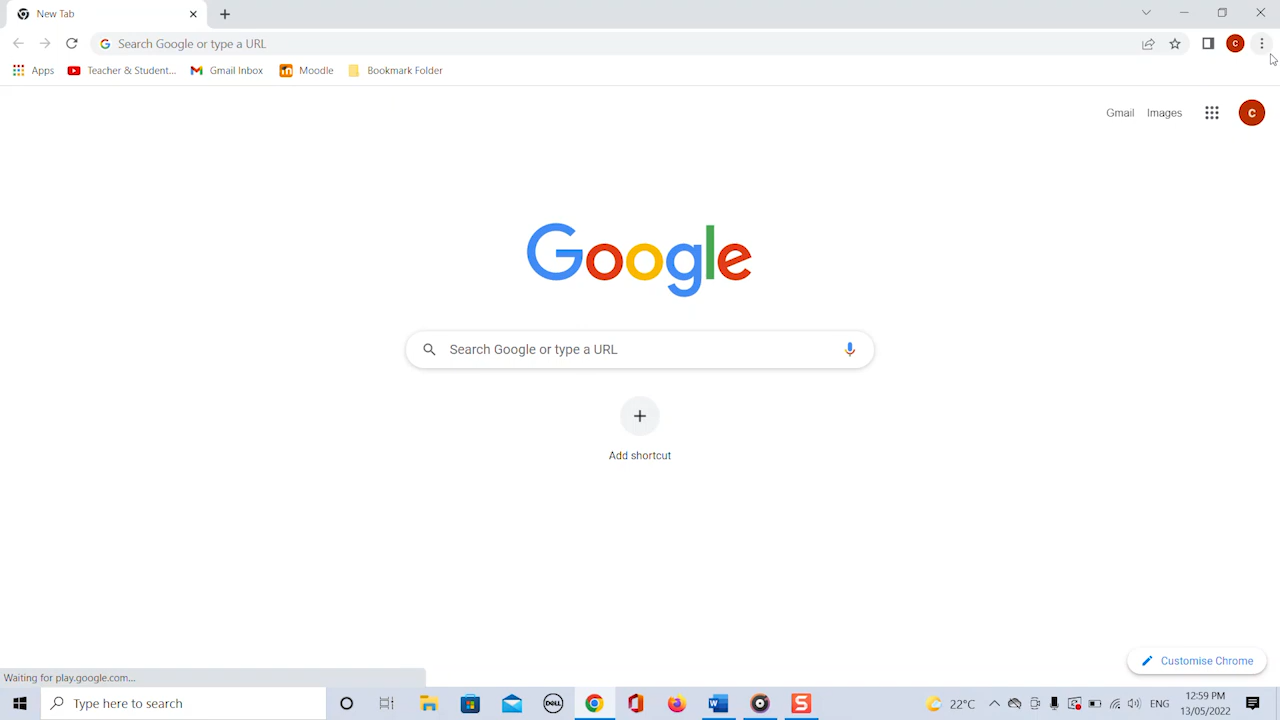 New Tab
Search Google or type a URL
C
Apps
Teacher & Student...
Gmail Inbox
Moodle
Bookmark Folder
Gmail
Images
C
Google
Search Google or type a URL
Add shortcut
Customise Chrome
Waiting for play.google.com...
Type here to search
DELL
W
S
22°C
ENG
12:59 PM
13/05/2022